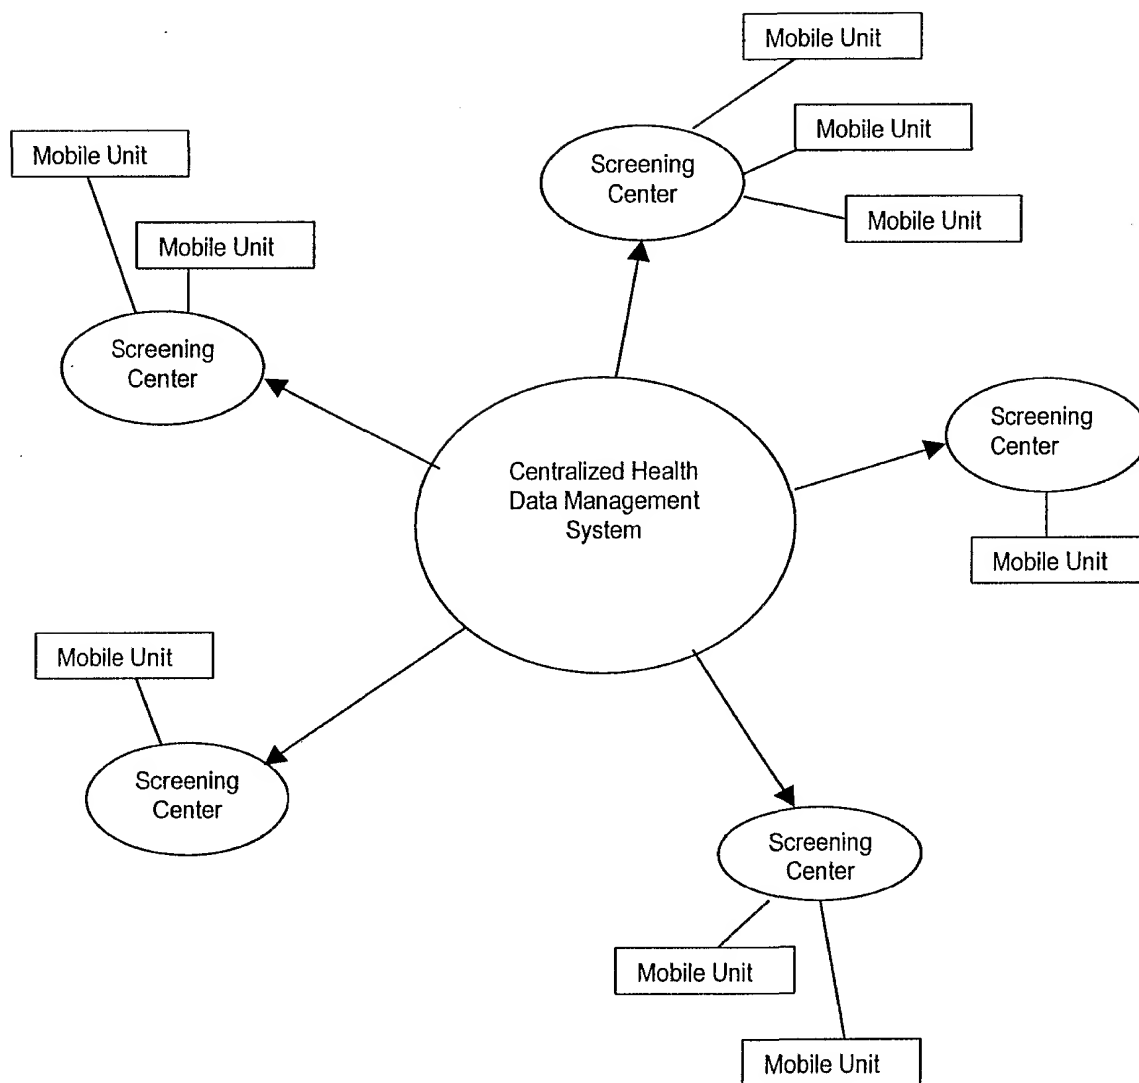 Mobile Unit
Mobile Unit
Mobile Unit
Screening
Center
Mobile Unit
Mobile Unit
Screening
Center
Screening
Center
Centralized Health
Data Management
System
Mobile Unit
Mobile Unit
Screening
Center
Screening
Center
Mobile Unit
Mobile Unit